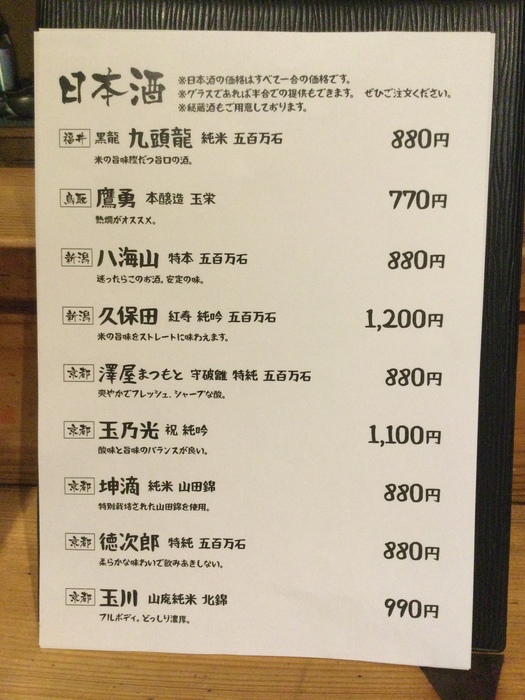 日本酒
※日本酒の価格はすべて一合の価格です。
※グラスであれば半合での提供もできます。 ぜひご注文ください。
※秘蔵酒もご用意しております。
福井 黒龍 九頭龍 純米 五百万石 880円
米の旨味際だつ旨口の酒。
鳥取 鷹勇 本醸造 玉栄 770円
熱燗がオススメ。
新潟 八海山 特本 五百万石 880円
迷ったらこのお酒。安定の味。
新潟 久保田 紅寿 純吟 五百万石 1,200円
米の旨味をストレートに味わえます。
京都 澤屋まつもと 守破離 特純 五百万石 880円
爽やかでフレッシュ、シャープな酸。
京都 玉乃光 祝 純吟 1,100円
酸味と旨味のバランスが良い。
京都 坤滴 純米 山田錦 880円
特別栽培された山田錦を使用。
京都 徳次郎 特純 五百万石 880円
柔らかな味わいで飲みあきしない。
京都 玉川 山廃純米 北錦 990円
フルボディ。どっしり濃厚。